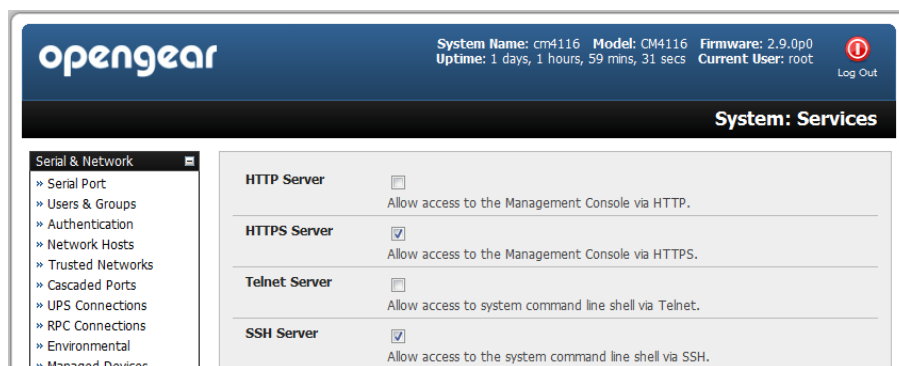 opengear
System Name: cm4116 Model: CM4116 Firmware: 2.9.0p0
Uptime: 1 days, 1 hours, 59 mins, 31 secs Current User: root
Log Out
System: Services
Serial & Network
» Serial Port
» Users & Groups
» Authentication
» Network Hosts
» Trusted Networks
» Cascaded Ports
» UPS Connections
» RPC Connections
» Environmental
» Managed Devices
HTTP Server
Allow access to the Management Console via HTTP.
HTTPS Server
Allow access to the Management Console via HTTPS.
Telnet Server
Allow access to system command line shell via Telnet.
SSH Server
Allow access to the system command line shell via SSH.